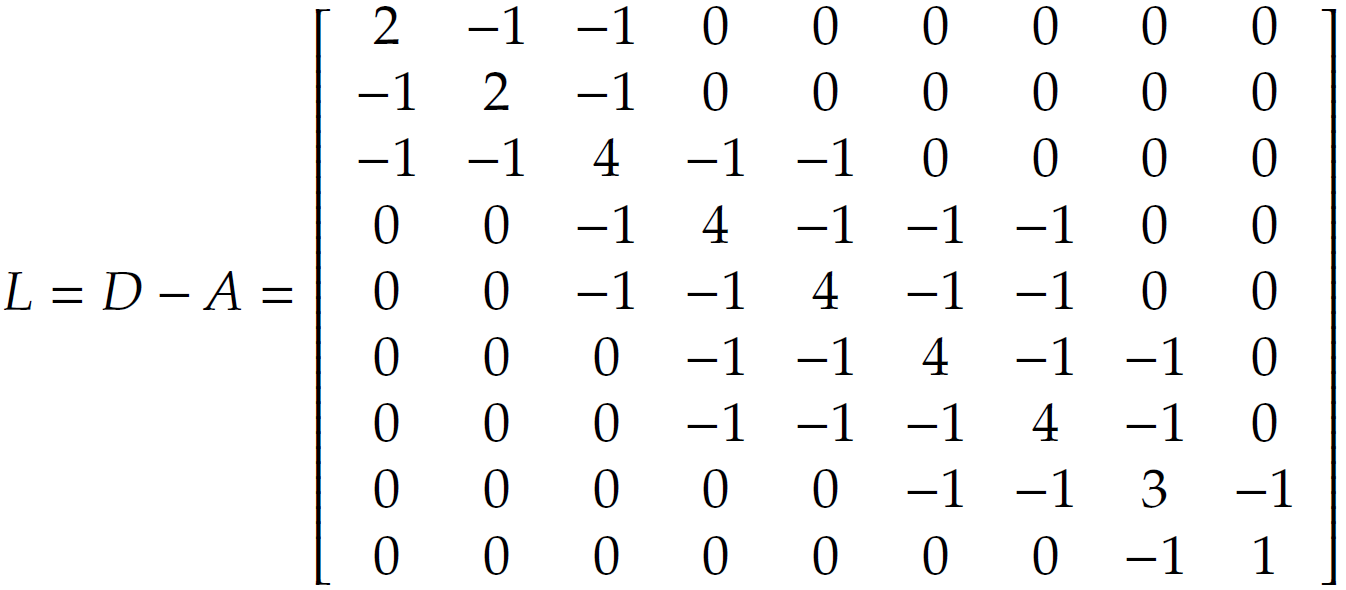 2 −1 −1 0 0 0 0 0 0
−1 2 −1 0 0 0 0 0 0
−1 −1 4 −1 −1 0 0 0 0
0 0 −1 4 −1 −1 −1 0 0
L = D − A = 0 0 −1 −1 4 −1 −1 0 0
0 0 0 −1 −1 4 −1 −1 0
0 0 0 −1 −1 −1 4 −1 0
0 0 0 0 0 −1 −1 3 −1
0 0 0 0 0 0 0 −1 1